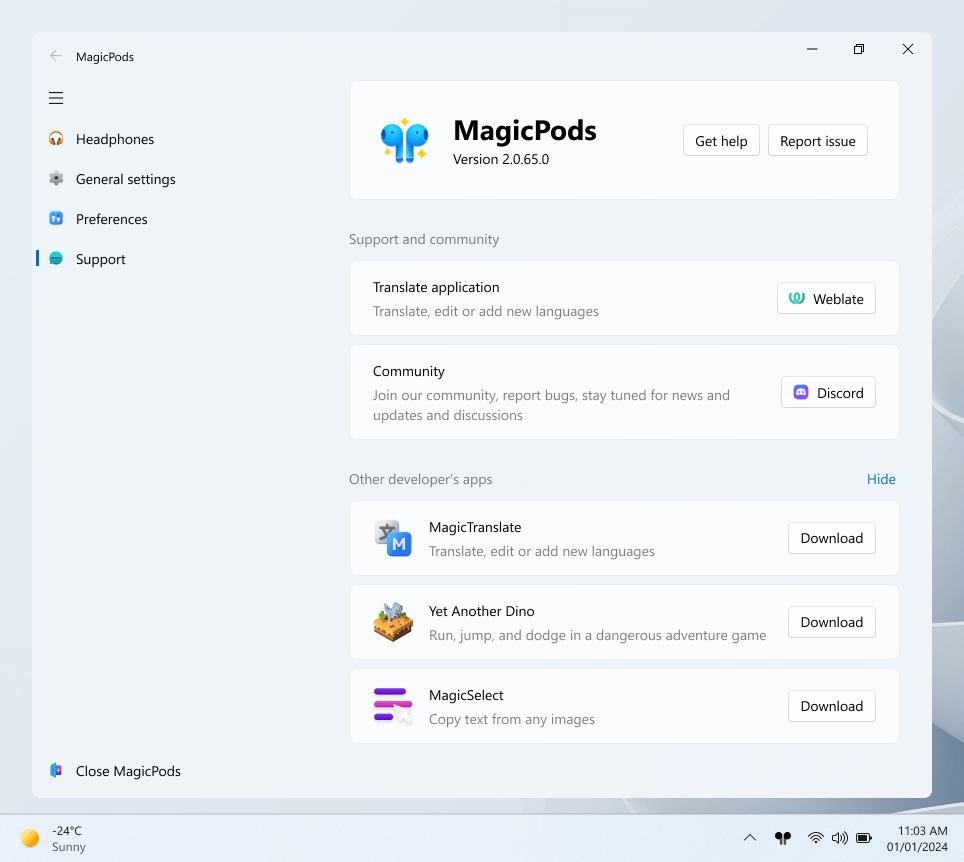 MagicPods
Headphones
General settings
Preferences
Support
Close MagicPods
MagicPods
Version 2.0.65.0
Get help
Report issue
Support and community
Translate application
Translate, edit or add new languages
Weblate
Community
Join our community, report bugs, stay tuned for news and
updates and discussions
Discord
Other developer's apps
Hide
M
MagicTranslate
Translate, edit or add new languages
Download
Yet Another Dino
Run, jump, and dodge in a dangerous adventure game
Download
MagicSelect
Copy text from any images
Download
-24°C
Sunny
11:03 AM
01/01/2024